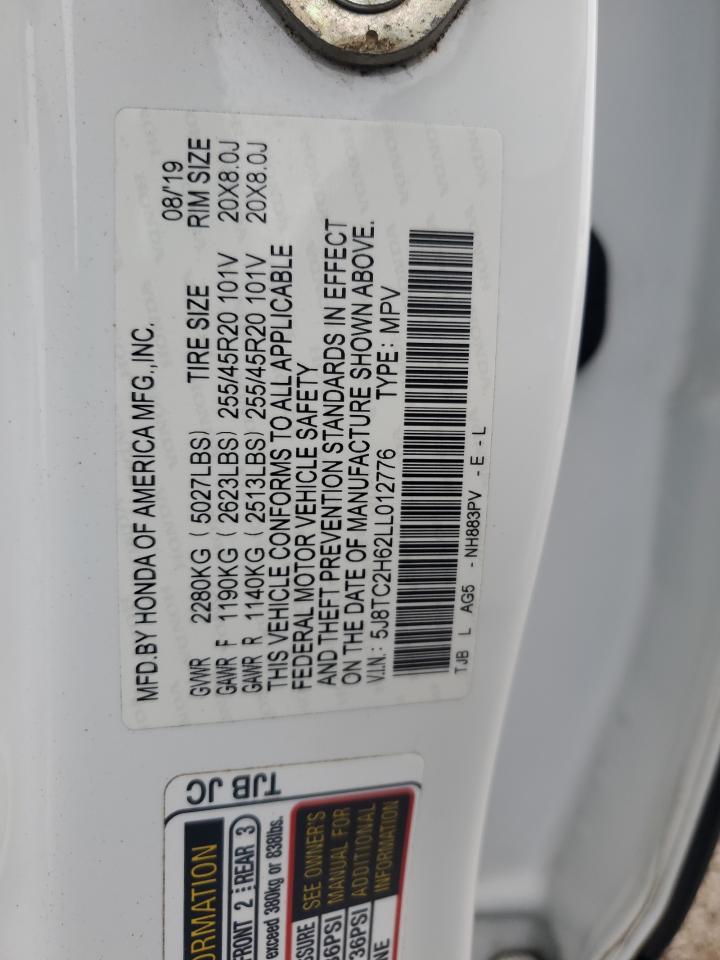 MFD.BY HONDA OF AMERICA MFG.,INC. 08/'19
GVWR 2280KG ( 5027LBS) TIRE SIZE RIM SIZE
GAWR F 1190KG ( 2623LBS) 255/45R20 101V 20X8.0J
GAWR R 1140KG ( 2513LBS) 255/45R20 101V 20X8.0J
THIS VEHICLE CONFORMS TO ALL APPLICABLE
FEDERAL MOTOR VEHICLE SAFETY
AND THEFT PREVENTION STANDARDS IN EFFECT
ON THE DATE OF MANUFACTURE SHOWN ABOVE.
V.I.N.: 5J8TC2H62LL012776 TYPE: MPV
TJB L AG5 - NH883PV - E - L
TJB JC
ORMATION
FRONT 2 REAR 3
exceed 380kg or 838lbs.
SSURE
36PSI
36PSI
NE
SEE OWNER'S
MANUAL FOR
ADDITIONAL
INFORMATION